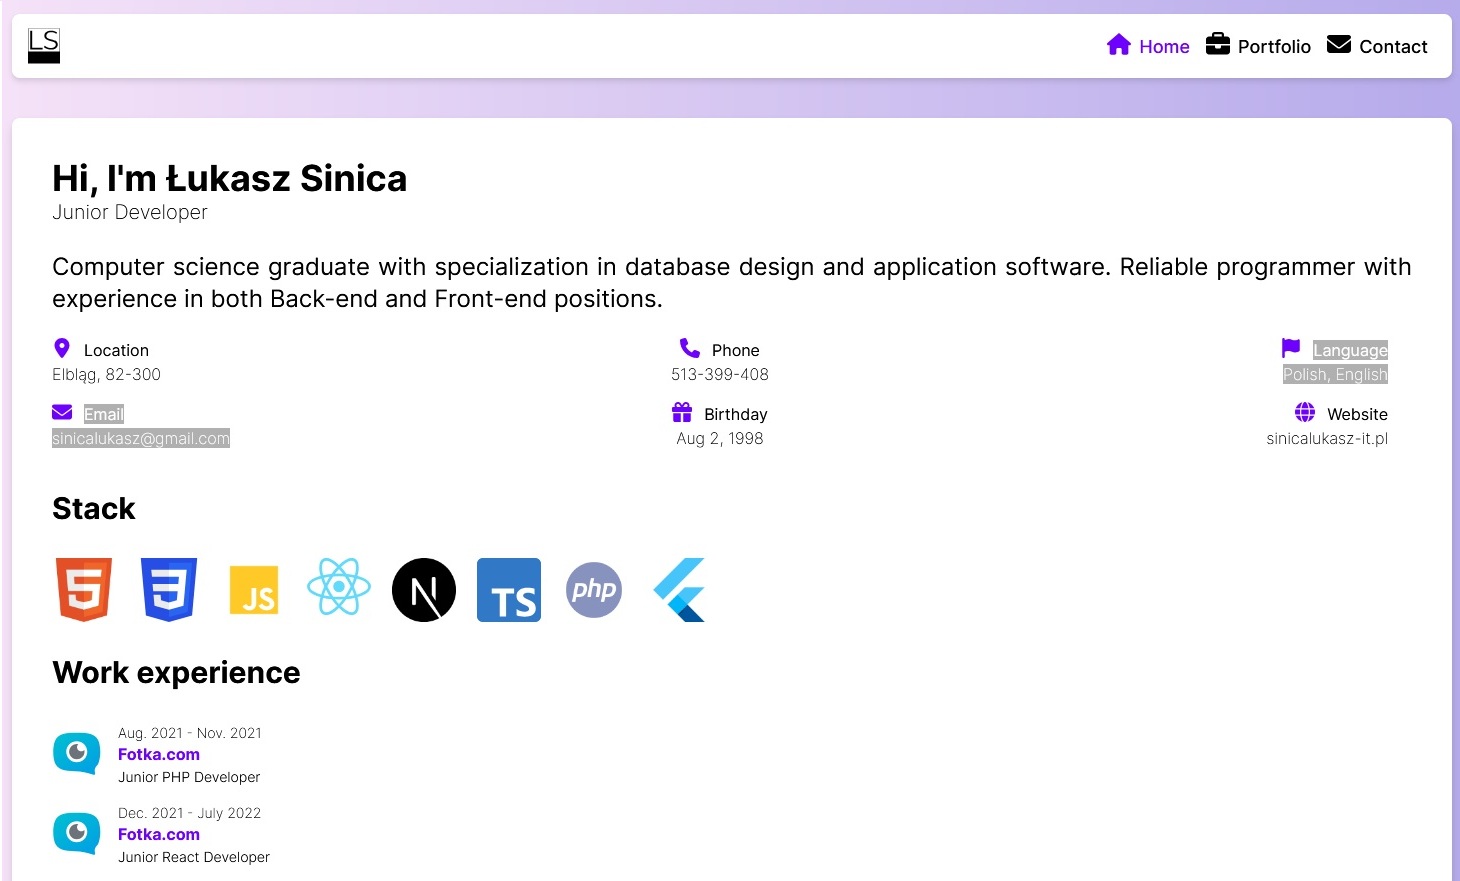 LS
Home Portfolio Contact
Hi, I'm Łukasz Sinica
Junior Developer
Computer science graduate with specialization in database design and application software. Reliable programmer with
experience in both Back-end and Front-end positions.
Location
Elbląg, 82-300
Phone
513-399-408
Language
Polish, English
Email
sinicalukasz@gmail.com
Birthday
Aug 2, 1998
Website
sinicalukasz-it.pl
Stack
5 3 JS N TS php
Work experience
Aug. 2021 - Nov. 2021
Fotka.com
Junior PHP Developer
Dec. 2021 - July 2022
Fotka.com
Junior React Developer